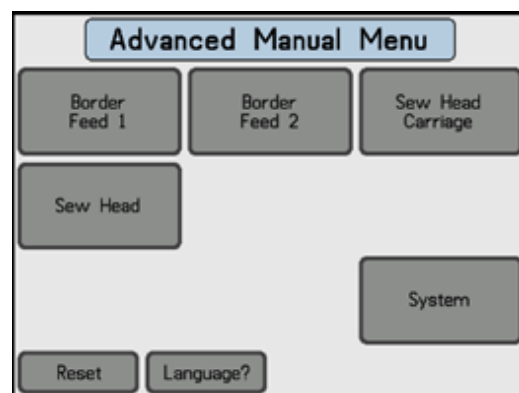 Advanced Manual Menu
Border
Feed 1
Border
Feed 2
Sew Head
Carriage
Sew Head
System
Reset
Language?